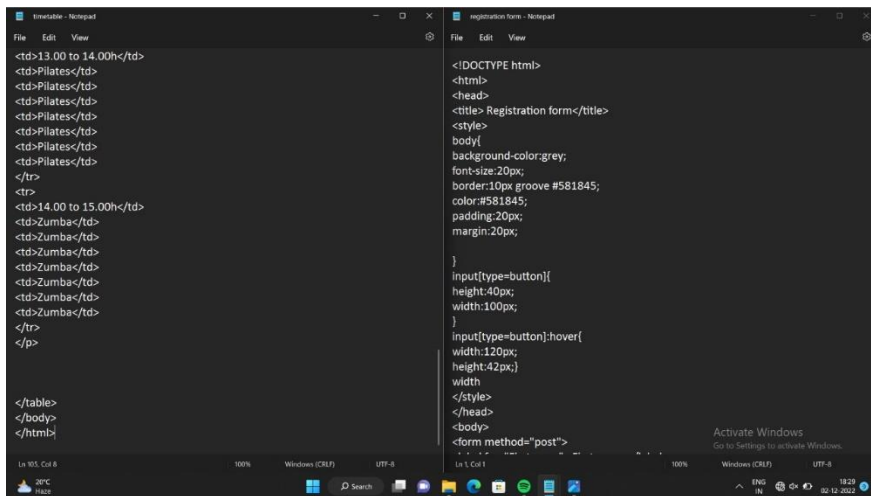 timetable - Notepad
File Edit View
<td>13.00 to 14.00h</td>
<td>Pilates</td>
<td>Pilates</td>
<td>Pilates</td>
<td>Pilates</td>
<td>Pilates</td>
<td>Pilates</td>
<td>Pilates</td>
</tr>
<tr>
<td>14.00 to 15.00h</td>
<td>Zumba</td>
<td>Zumba</td>
<td>Zumba</td>
<td>Zumba</td>
<td>Zumba</td>
<td>Zumba</td>
<td>Zumba</td>
</tr>
</p>
</table>
</body>
</html>
Ln 105, Col 8 100% Windows (CRLF) UTF-8
registration form - Notepad
File Edit View
<!DOCTYPE html>
<html>
<head>
<title> Registration form</title>
<style>
body{
background-color:grey;
font-size:20px;
border:10px groove #581845;
color:#581845;
padding:20px;
margin:20px;
}
input[type=button]{
height:40px;
width:100px;
}
input[type=button]:hover{
width:120px;
height:42px;}
width
</style>
</head>
<body>
<form method="post">
Activate Windows
Go to Settings to activate Windows.
Ln 1, Col 1 100% Windows (CRLF) UTF-8
20°C
Haze
Search
ENG
IN
18:29
02-12-2022